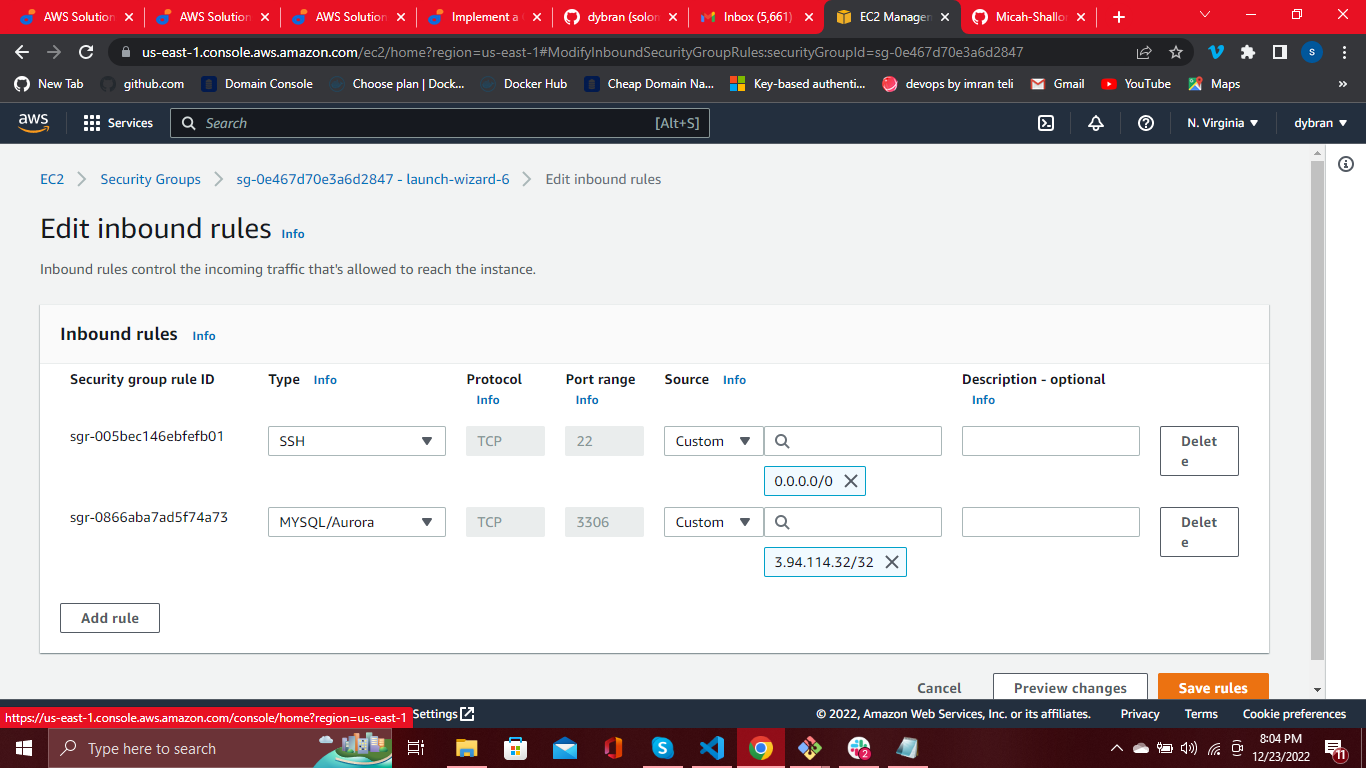 AWS Solution
AWS Solution
AWS Solution
Implement a
dybran (solon
Inbox (5,661)
EC2 Managem
Micah-Shallo
us-east-1.console.aws.amazon.com/ec2/home?region=us-east-1#ModifyInboundSecurityGroupRules:securityGroupId=sg-0e467d70e3a6d2847
S
New Tab
github.com
Domain Console
Choose plan | Dock...
Docker Hub
Cheap Domain Na...
Key-based authenti...
devops by imran teli
Gmail
YouTube
Maps
»
aws
Services
Search
[Alt+S]
N. Virginia
dybran
EC2
Security Groups
sg-0e467d70e3a6d2847 - launch-wizard-6
Edit inbound rules
Edit inbound rules Info
Inbound rules control the incoming traffic that's allowed to reach the instance.
Inbound rules Info
Security group rule ID
Type Info
Protocol
Info
Port range
Info
Source Info
Description - optional
Info
sgr-005bec146ebfefb01
SSH
TCP
22
Custom
0.0.0.0/0
Delet
e
sgr-0866aba7ad5f74a73
MYSQL/Aurora
TCP
3306
Custom
3.94.114.32/32
Delet
e
Add rule
Cancel
Preview changes
Save rules
https://us-east-1.console.aws.amazon.com/console/home?region=us-east-1
Settings
© 2022, Amazon Web Services, Inc. or its affiliates.
Privacy
Terms
Cookie preferences
Type here to search
2
8:04 PM
12/23/2022
11